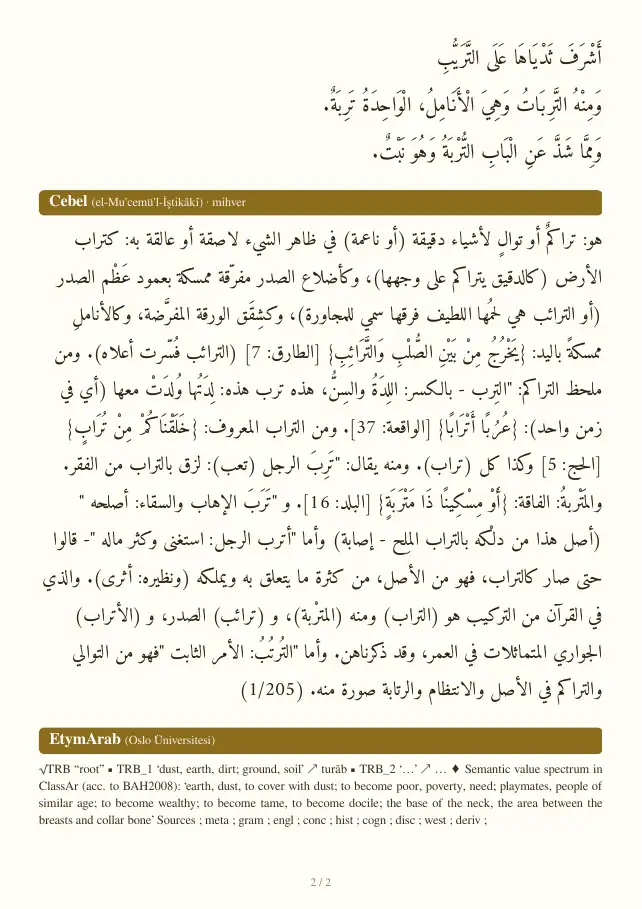 أَشْرَفَ ثَدْيَاهَا عَلَى التَّرَيُّبِ
وَمِنْهُ التَّرِبَاتُ وَهِيَ الْأَنَامِلُ، الْوَاحِدَةُ تَرِبَةٌ.
وَمِمَّا شَذَّ عَنِ الْبَابِ التُّرْبَةُ وَهُوَ نَبْتٌ.
Cebel (el-Mu'cemü'l-İştikâkî) · mihver
هو: تراكمٌ أو توالٍ لأشياء دقيقة (أو ناعمة) في ظاهر الشيء لاصقة أو عالقة به: كتراب
الأرض (كالدقيق يتراكم على وجهها)، وكأضلاع الصدر مفرّقة ممسكة بعمود عَظْم الصدر
(أو الترائب هي لحمُها اللطيف فرقها سمي للمجاورة)، وكشِقَق الورقة المفرَّضة، وكالأناملِ
ممسكةً باليد: {يَخْرُجُ مِنْ بَيْنِ الصُّلْبِ وَالتَّرَائِبِ} [الطارق: 7] (الترائب فُسّرت أعلاه). ومن
ملحظ التراكم: "التِرب - بالكسر: اللِدَةُ والسِنُّ، هذه ترب هذه: لِدَتُها وُلدَتْ معها (أي في
زمن واحد): {عُرُبًا أَتْرَابًا} [الواقعة: 37]. ومن التراب المعروف: {خَلَقْنَاكُمْ مِنْ تُرَابٍ}
[الحج: 5] وكذا كل (تراب). ومنه يقال: "تَرِبَ الرجل (تعب): لزق بالتراب من الفقر.
والمَتْربةُ: الفاقة: {أَوْ مِسْكِينًا ذَا مَتْرَبَةٍ} [البلد: 16]. و "تَرَبَ الإهاب والسقاء: أصلحه "
(أصل هذا من دلْكه بالتراب المِلح - إصابة) وأما "أترب الرجل: استغنى وكثر ماله "- قالوا
حتى صار كالتراب، فهو من الأصل، من كثرة ما يتعلق به ويملكه (ونظيره: أثرى). والذي
في القرآن من التركيب هو (التراب) ومنه (المتْربة)، و (ترائب) الصدر، و (الأتراب)
الجواري المتماثلات في العمر، وقد ذكرناهن. وأما "التُرتُبُ: الأمر الثابت "فهو من التوالي
والتراكم في الأصل والانتظام والرتابة صورة منه. (1/205)
EtymArab (Oslo Üniversitesi)
√TRB “root” ▪ TRB_1 ‘dust, earth, dirt; ground, soil’ ↗ turāb ▪ TRB_2 ‘…’ ↗ … ♦ Semantic value spectrum in
ClassAr (acc. to BAH2008): ‘earth, dust, to cover with dust; to become poor, poverty, need; playmates, people of
similar age; to become wealthy; to become tame, to become docile; the base of the neck, the area between the
breasts and collar bone’ Sources ; meta ; gram ; engl ; conc ; hist ; cogn ; disc ; west ; deriv ;
2 / 2